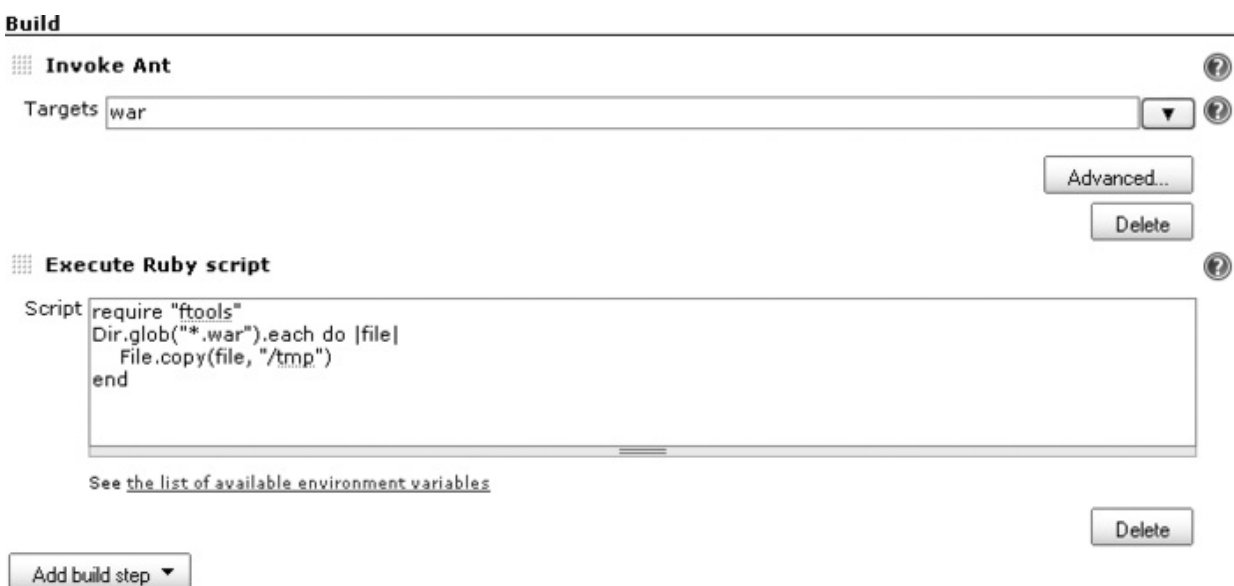 Build
Invoke Ant
Targets war
Advanced...
Delete
Execute Ruby script
Script require "ftools"
Dir.glob("*.war").each do |file|
File.copy(file, "/tmp")
end
See the list of available environment variables
Delete
Add build step